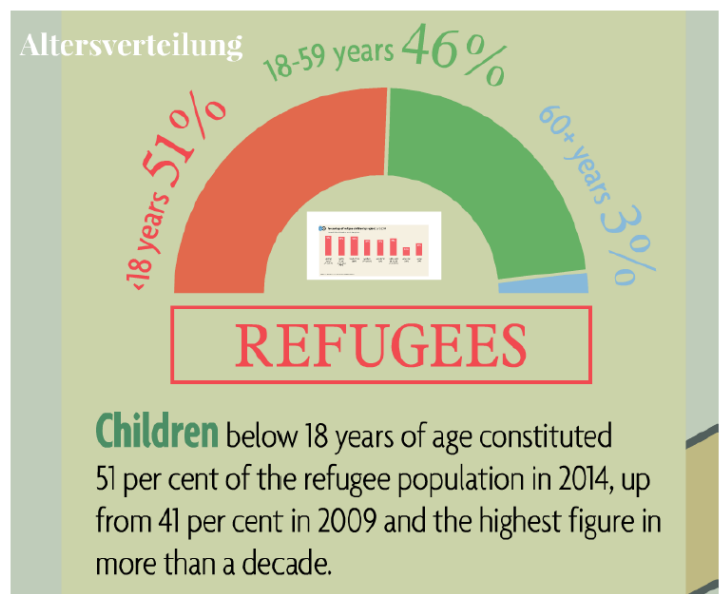 Altersverteilung
18-59 years 46%
<18 years 51%
60+ years 3%
REFUGEES
Children below 18 years of age constituted
51 per cent of the refugee population in 2014, up
from 41 per cent in 2009 and the highest figure in
more than a decade.